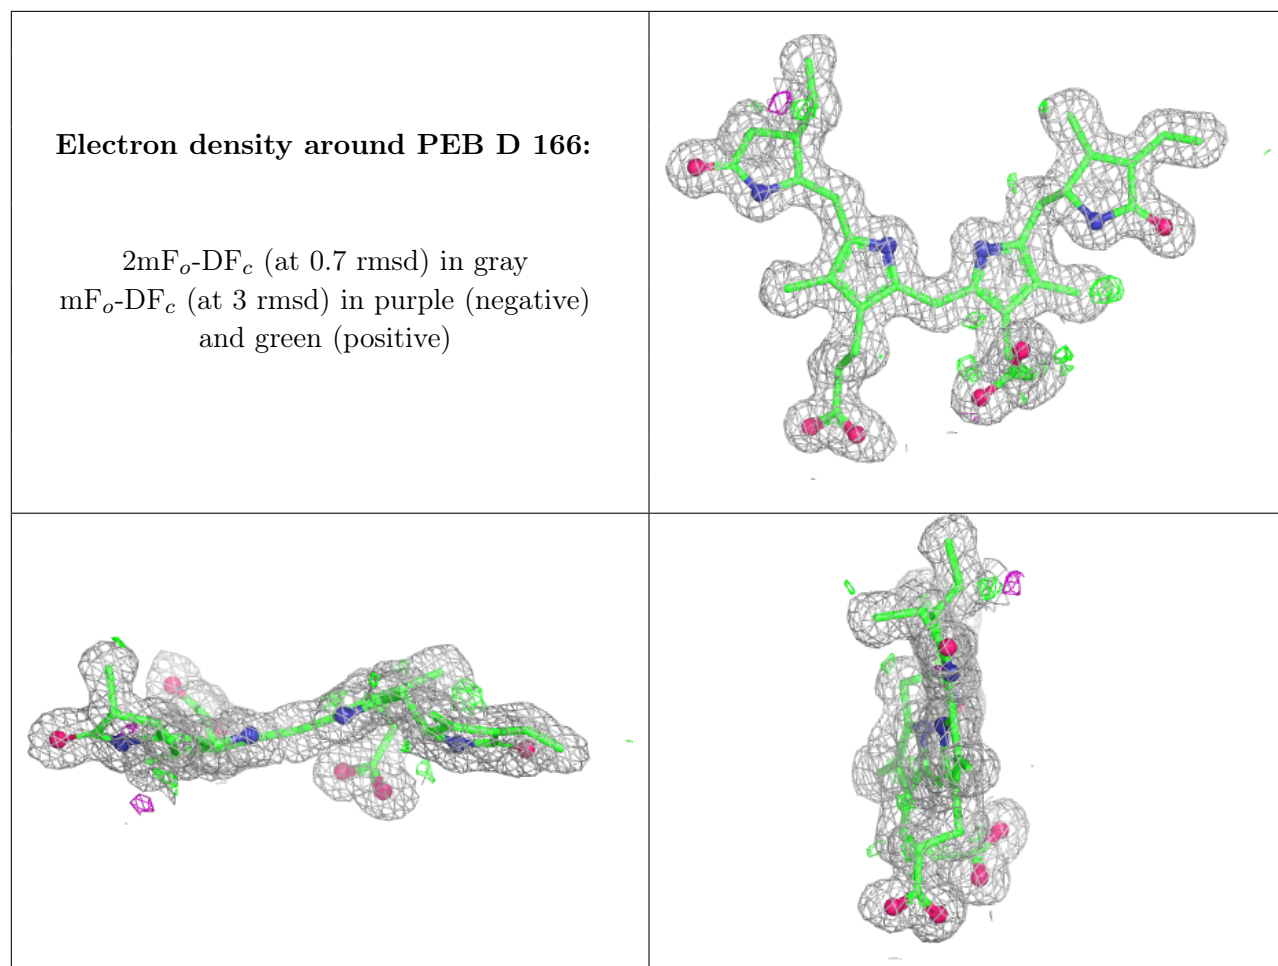 Electron density around PEB D 166:
2mFₒ-DF𝒸 (at 0.7 rmsd) in gray
mFₒ-DF𝒸 (at 3 rmsd) in purple (negative)
and green (positive)